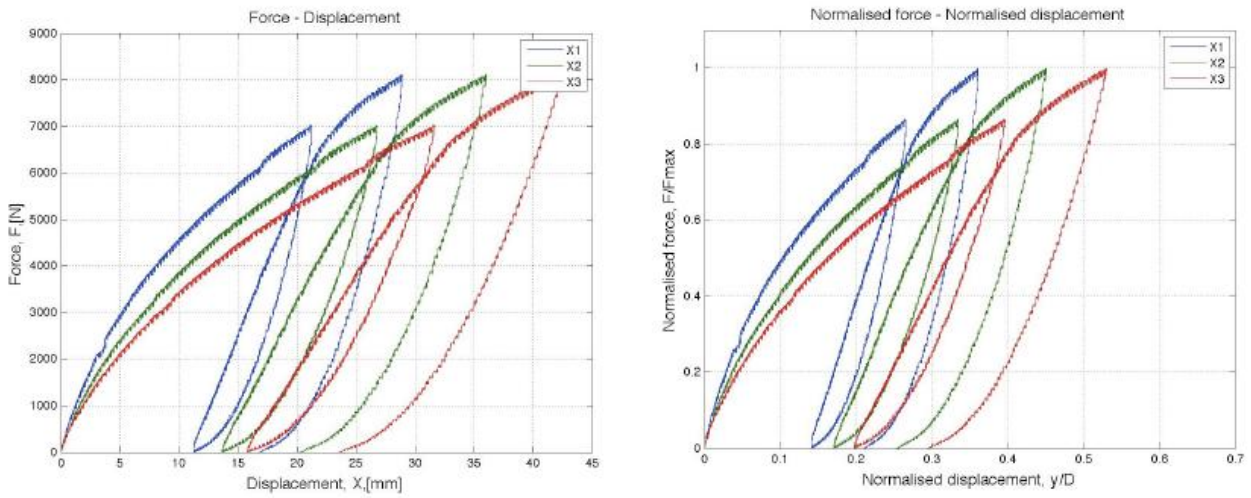 Force - Displacement
9000
8000
7000
6000
5000
4000
3000
2000
1000
0
Force, F,[N]
0 5 10 15 20 25 30 35 40 45
Displacement, X,[mm]
X1
X2
X3
Normalised force - Normalised displacement
1
0.8
0.6
0.4
0.2
0
Normalised force, F/Fmax
0 0.1 0.2 0.3 0.4 0.5 0.6 0.7
Normalised displacement, y/D
X1
X2
X3